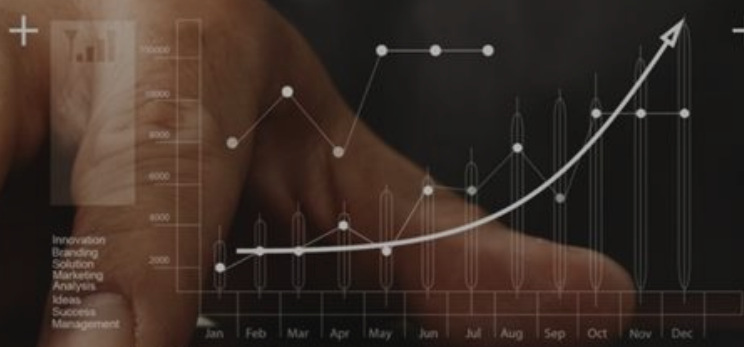 100000
10000
8000
6000
4000
2000
Innovation
Branding
Solution
Marketing
Analysis
Ideas
Success
Management
Jan Feb Mar Apr May Jun Jul Aug Sep Oct Nov Dec